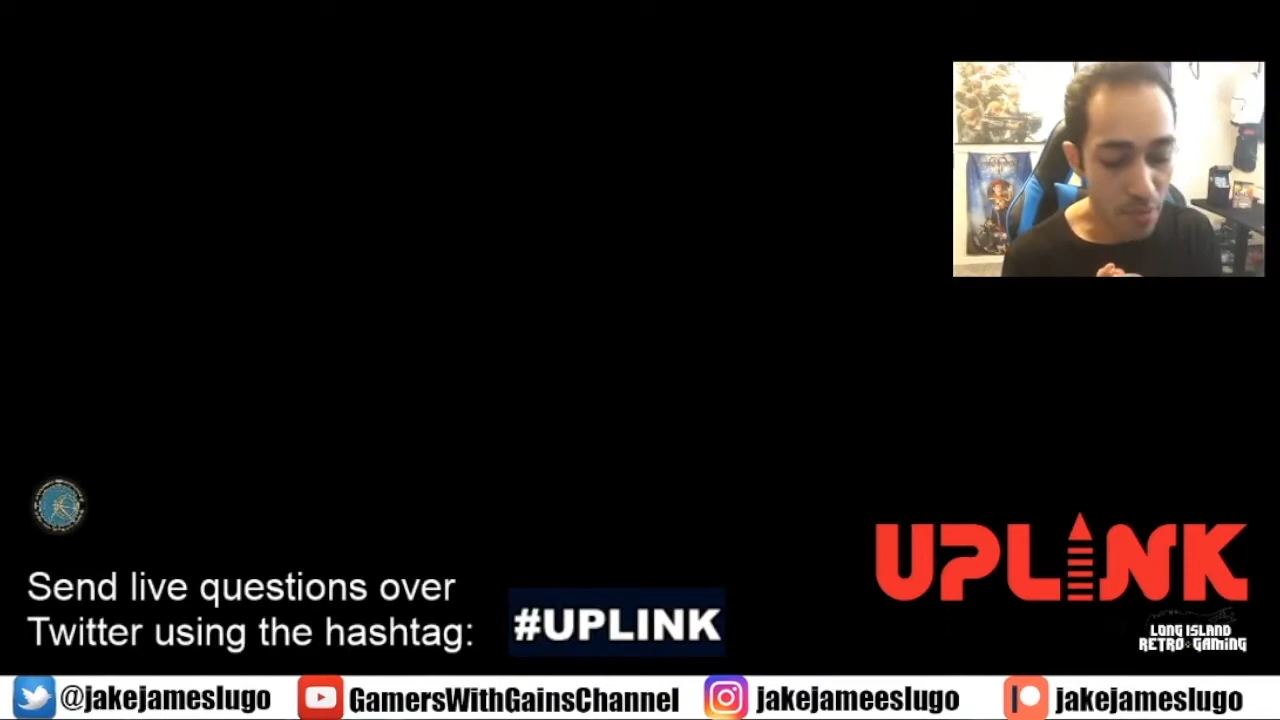 Send live questions over
Twitter using the hashtag:
#UPLINK
UPLINK
LONG ISLAND
RETRO GAMING
@jakejameslugo
GamersWithGainsChannel
jakejameeslugo
jakejameslugo